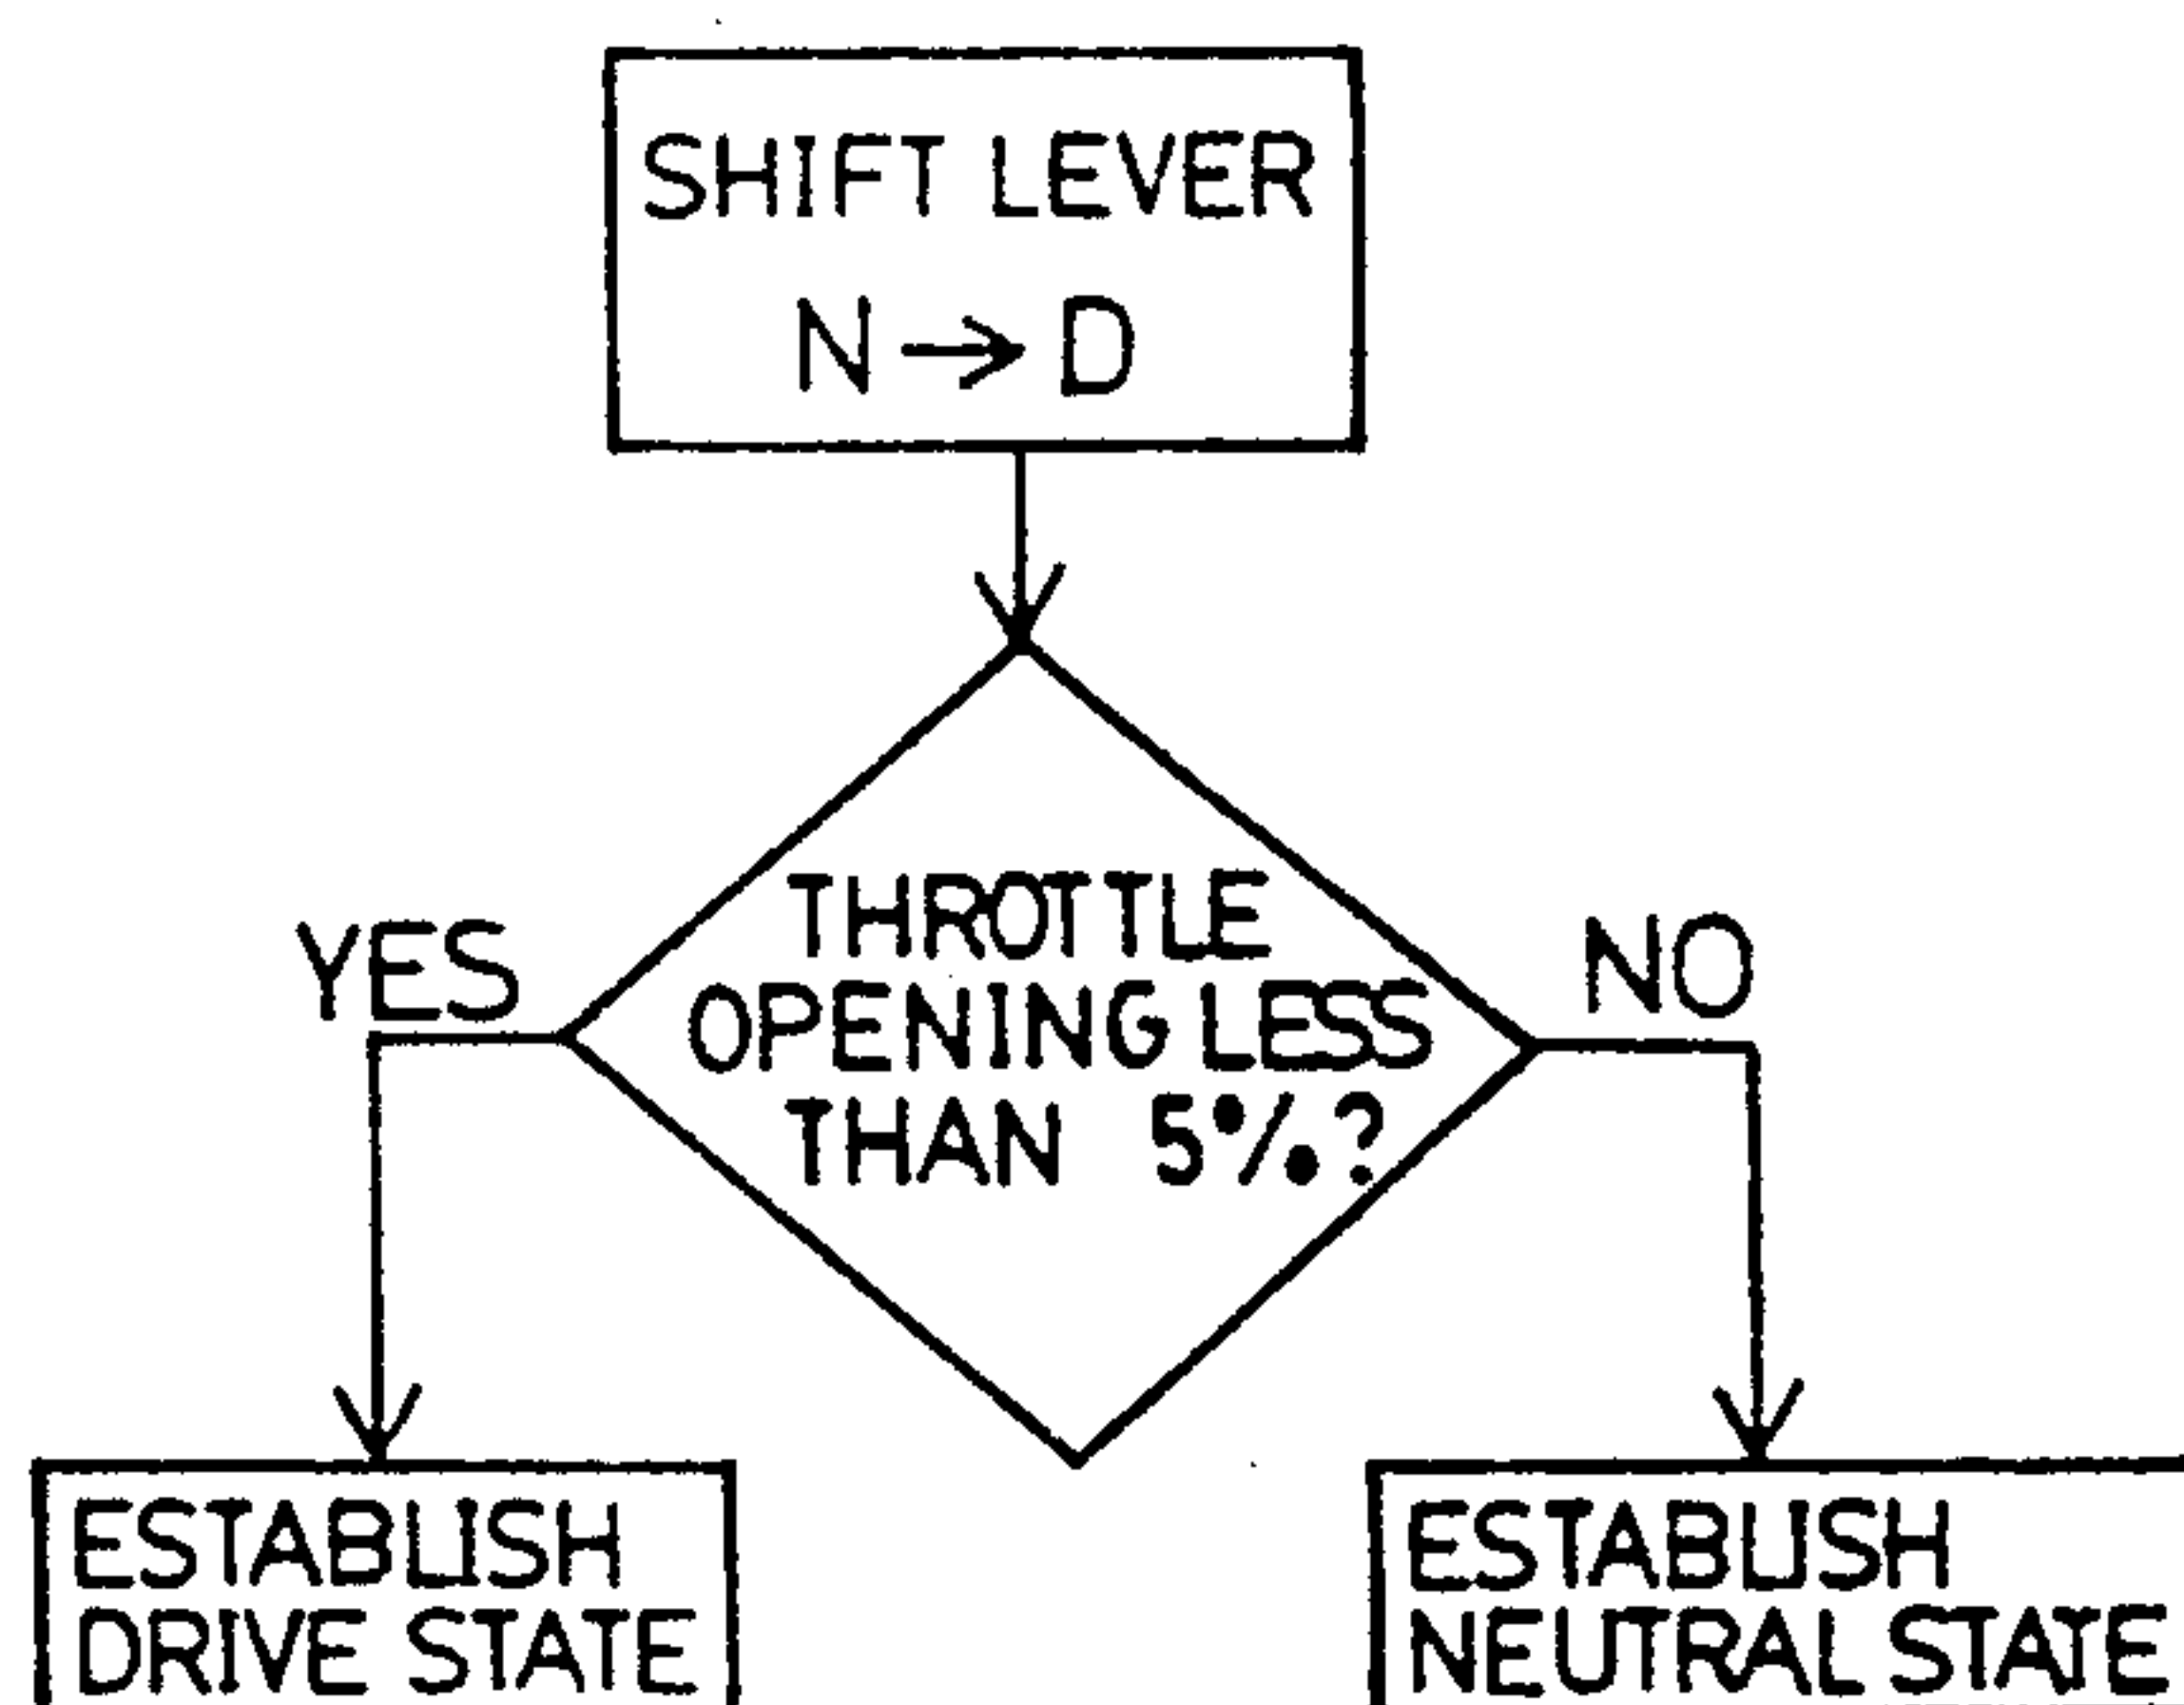 SHIFT LEVER
N→D
THROTTLE
OPENING LESS
THAN 5%?
YES
NO
ESTABLISH
DRIVE STATE
ESTABLISH
NEUTRAL STATE